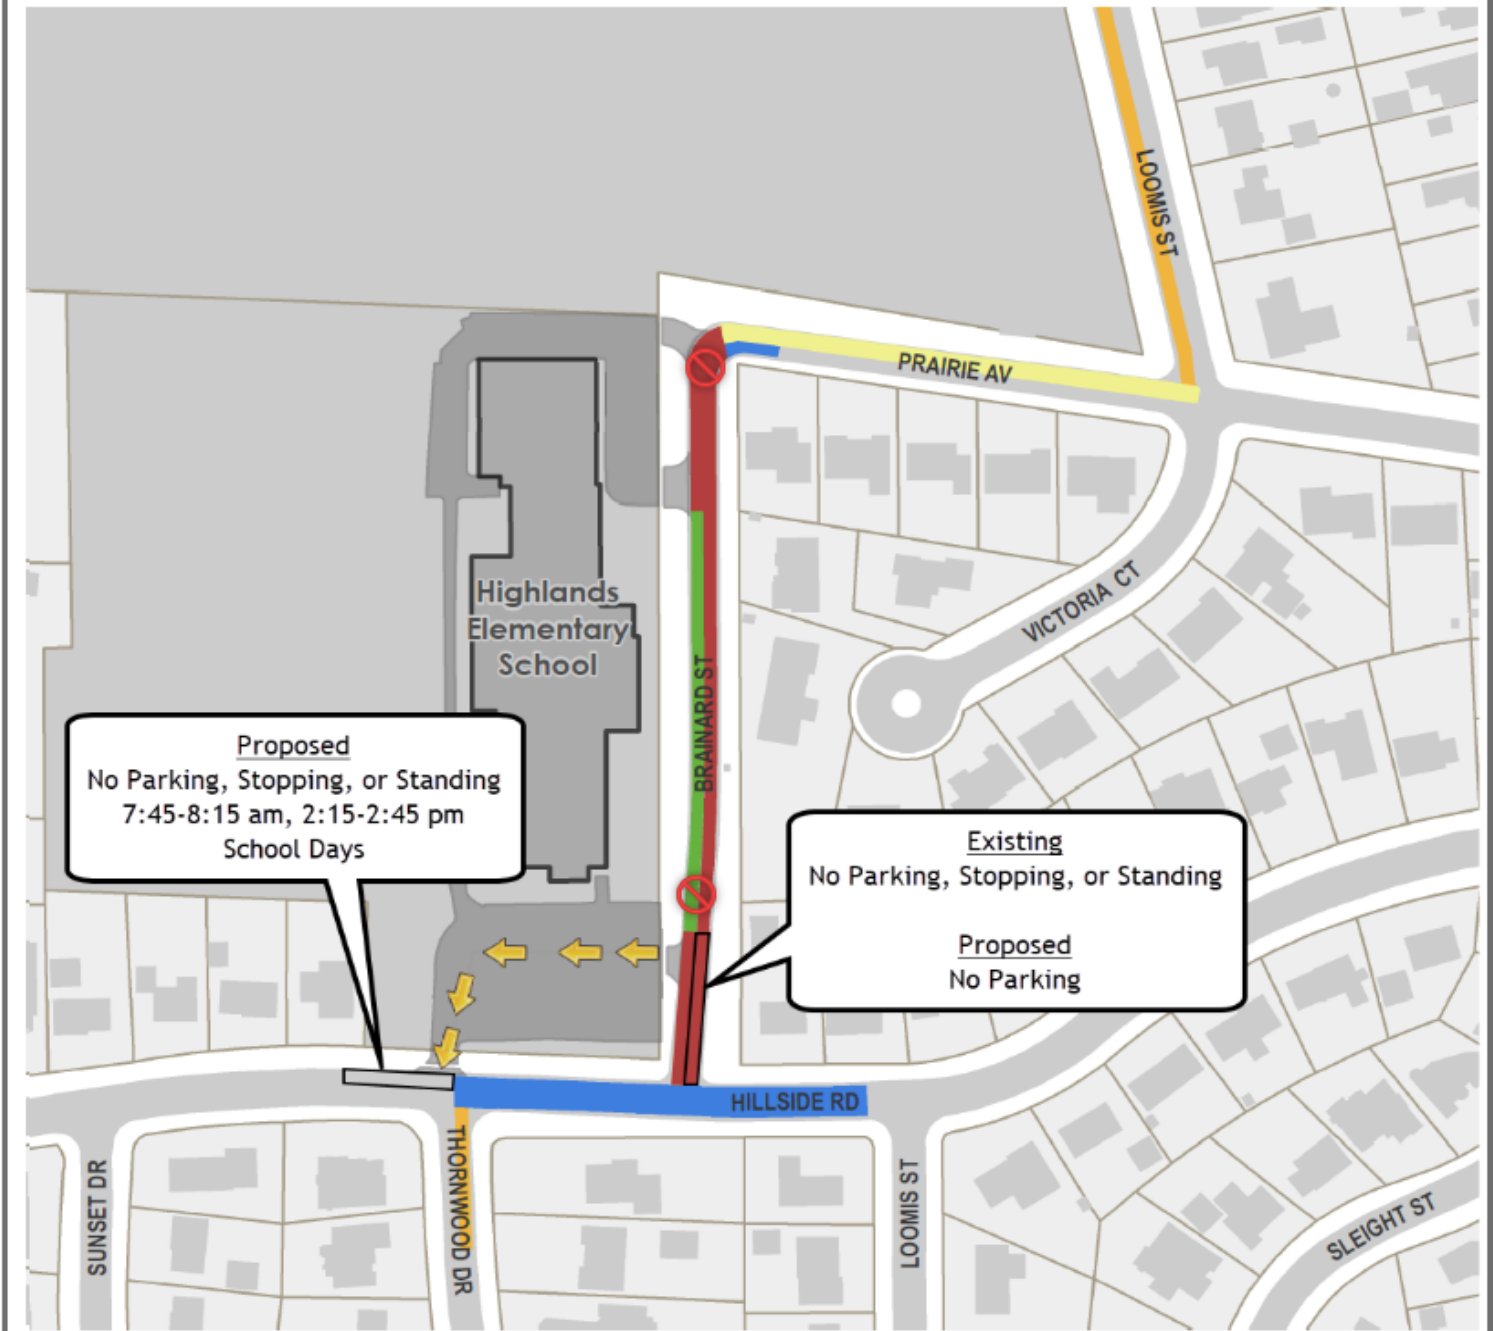 LOOMIS ST
PRAIRIE AV
VICTORIA CT
Highlands
Elementary
School
BRAINARD ST
Proposed
No Parking, Stopping, or Standing
7:45-8:15 am, 2:15-2:45 pm
School Days
Existing
No Parking, Stopping, or Standing
Proposed
No Parking
HILLSIDE RD
SUNSET DR
THORNWOOD DR
LOOMIS ST
SLEIGHT ST